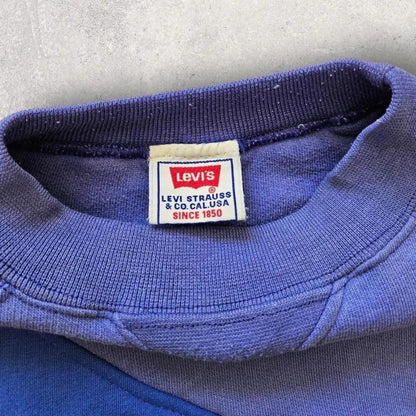 LEVI'S
®
LEVI STRAUSS
& CO. CAL. USA
SINCE 1850